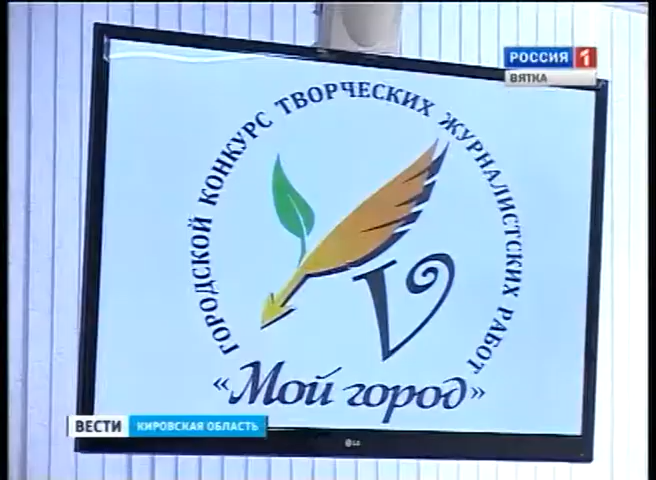 РОССИЯ 1
ВЯТКА
ГОРОДСКОЙ КОНКУРС ТВОРЧЕСКИХ ЖУРНАЛИСТСКИХ РАБОТ
V
«Мой город»
ВЕСТИ КИРОВСКАЯ ОБЛАСТЬ
LG